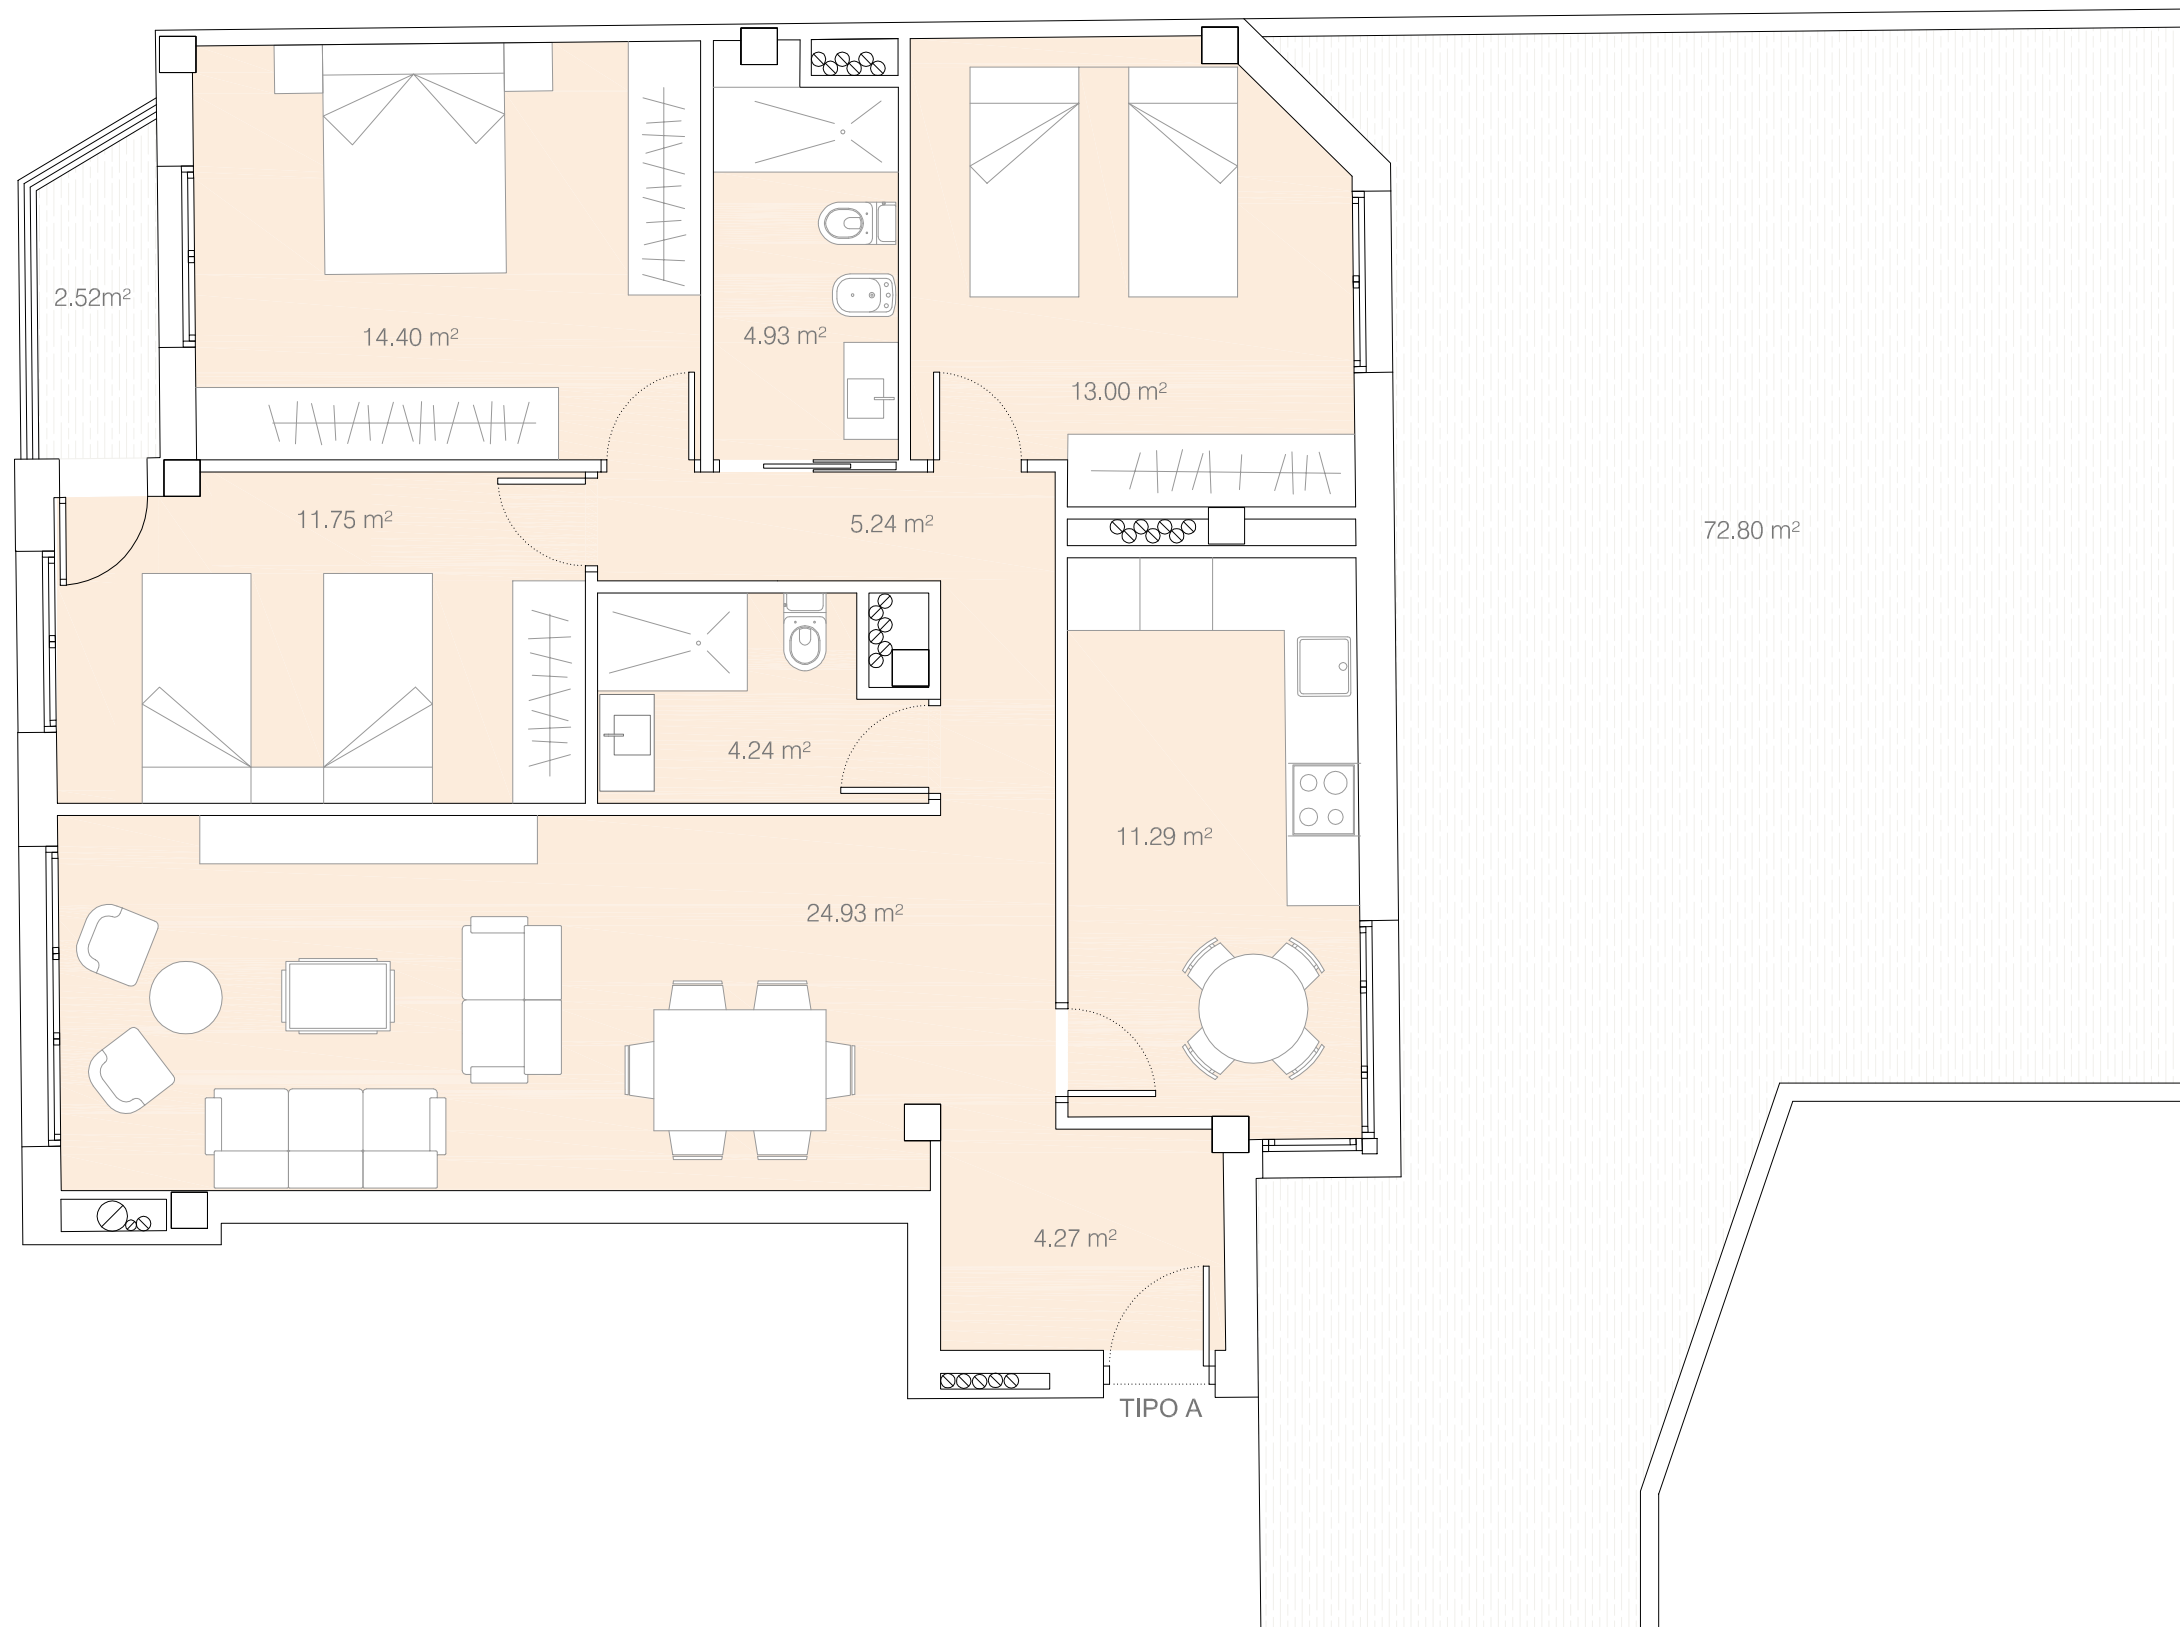 2.52m²
14.40 m²
4.93 m²
13.00 m²
11.75 m²
5.24 m²
72.80 m²
4.24 m²
11.29 m²
24.93 m²
4.27 m²
TIPO A